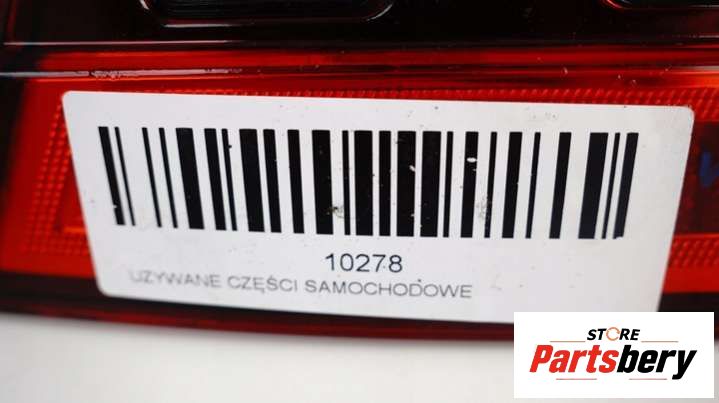 10278
UZYWANE CZĘŚCI SAMOCHODOWE
STORE
Partsbery